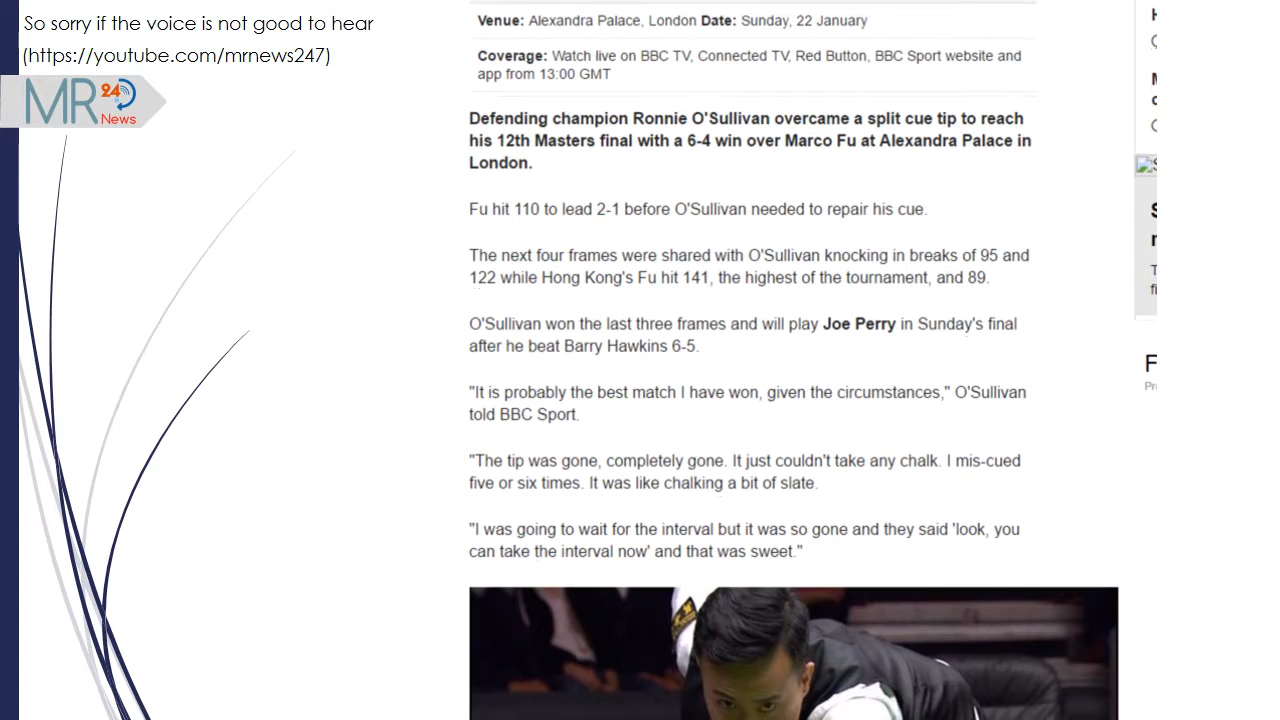 So sorry if the voice is not good to hear
(https://youtube.com/mrnews247)
MR 24 News
Venue: Alexandra Palace, London Date: Sunday, 22 January
Coverage: Watch live on BBC TV, Connected TV, Red Button, BBC Sport website and
app from 13:00 GMT
Defending champion Ronnie O'Sullivan overcame a split cue tip to reach
his 12th Masters final with a 6-4 win over Marco Fu at Alexandra Palace in
London.
Fu hit 110 to lead 2-1 before O'Sullivan needed to repair his cue.
The next four frames were shared with O'Sullivan knocking in breaks of 95 and
122 while Hong Kong's Fu hit 141, the highest of the tournament, and 89.
O'Sullivan won the last three frames and will play Joe Perry in Sunday's final
after he beat Barry Hawkins 6-5.
"It is probably the best match I have won, given the circumstances," O'Sullivan
told BBC Sport.
"The tip was gone, completely gone. It just couldn't take any chalk. I mis-cued
five or six times. It was like chalking a bit of slate.
"I was going to wait for the interval but it was so gone and they said 'look, you
can take the interval now' and that was sweet."